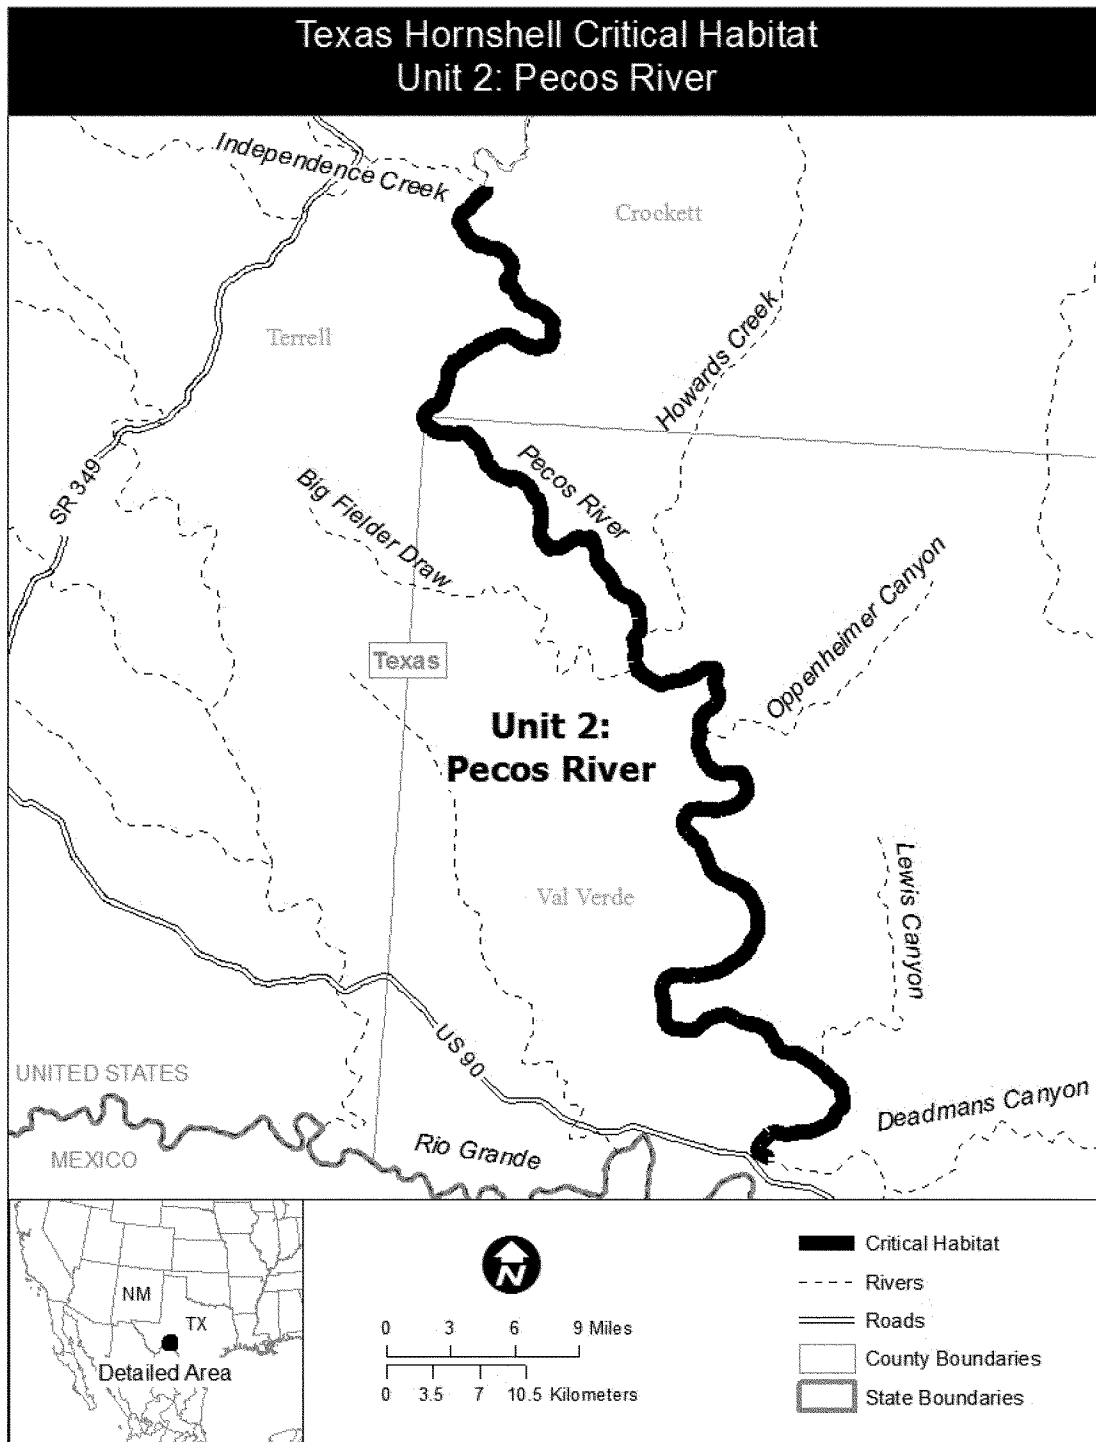 Texas Hornshell Critical Habitat
Unit 2: Pecos River
Independence Creek
Crockett
Terrell
Howards Creek
SR 349
Pecos River
Big Fielder Draw
Oppenheimer Canyon
Texas
Unit 2:
Pecos River
Lewis Canyon
Val Verde
US 90
UNITED STATES
Deadmans Canyon
Rio Grande
MEXICO
NM
TX
Detailed Area
N
0 3 6 9 Miles
0 3.5 7 10.5 Kilometers
Critical Habitat
Rivers
Roads
County Boundaries
State Boundaries